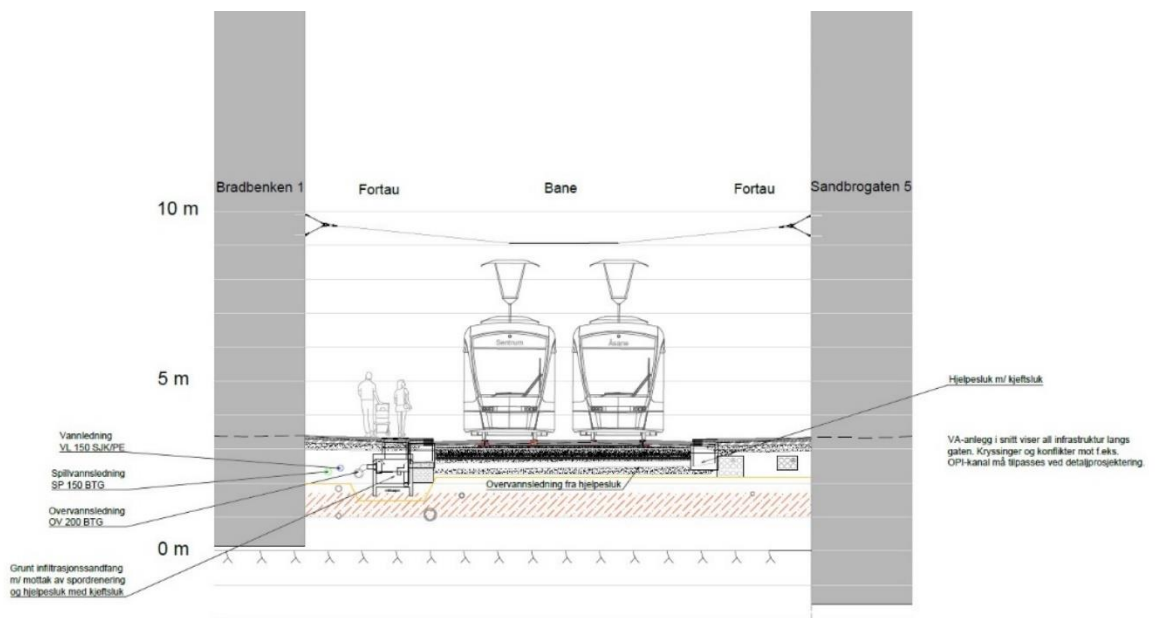 Bradbenken 1
Fortau
Bane
Fortau
Sandbrogaten 5
10 m
Sentrum
Åsane
5 m
Hjelpesluk m/ kjeftsluk
Vannledning
VL 150 SJK/PE
VA-anlegg i snitt viser all infrastruktur langs
gaten. Kryssinger og konflikter mot f.eks.
OPI-kanal må tilpasses ved detaljprosjektering.
Spillvannsledning
SP 150 BTG
Overvannsledning fra hjelpesluk
Overvannsledning
OV 200 BTG
0 m
Grunt infiltrasjonssandfang
m/ mottak av spordrenering
og hjelpesluk med kjeftsluk